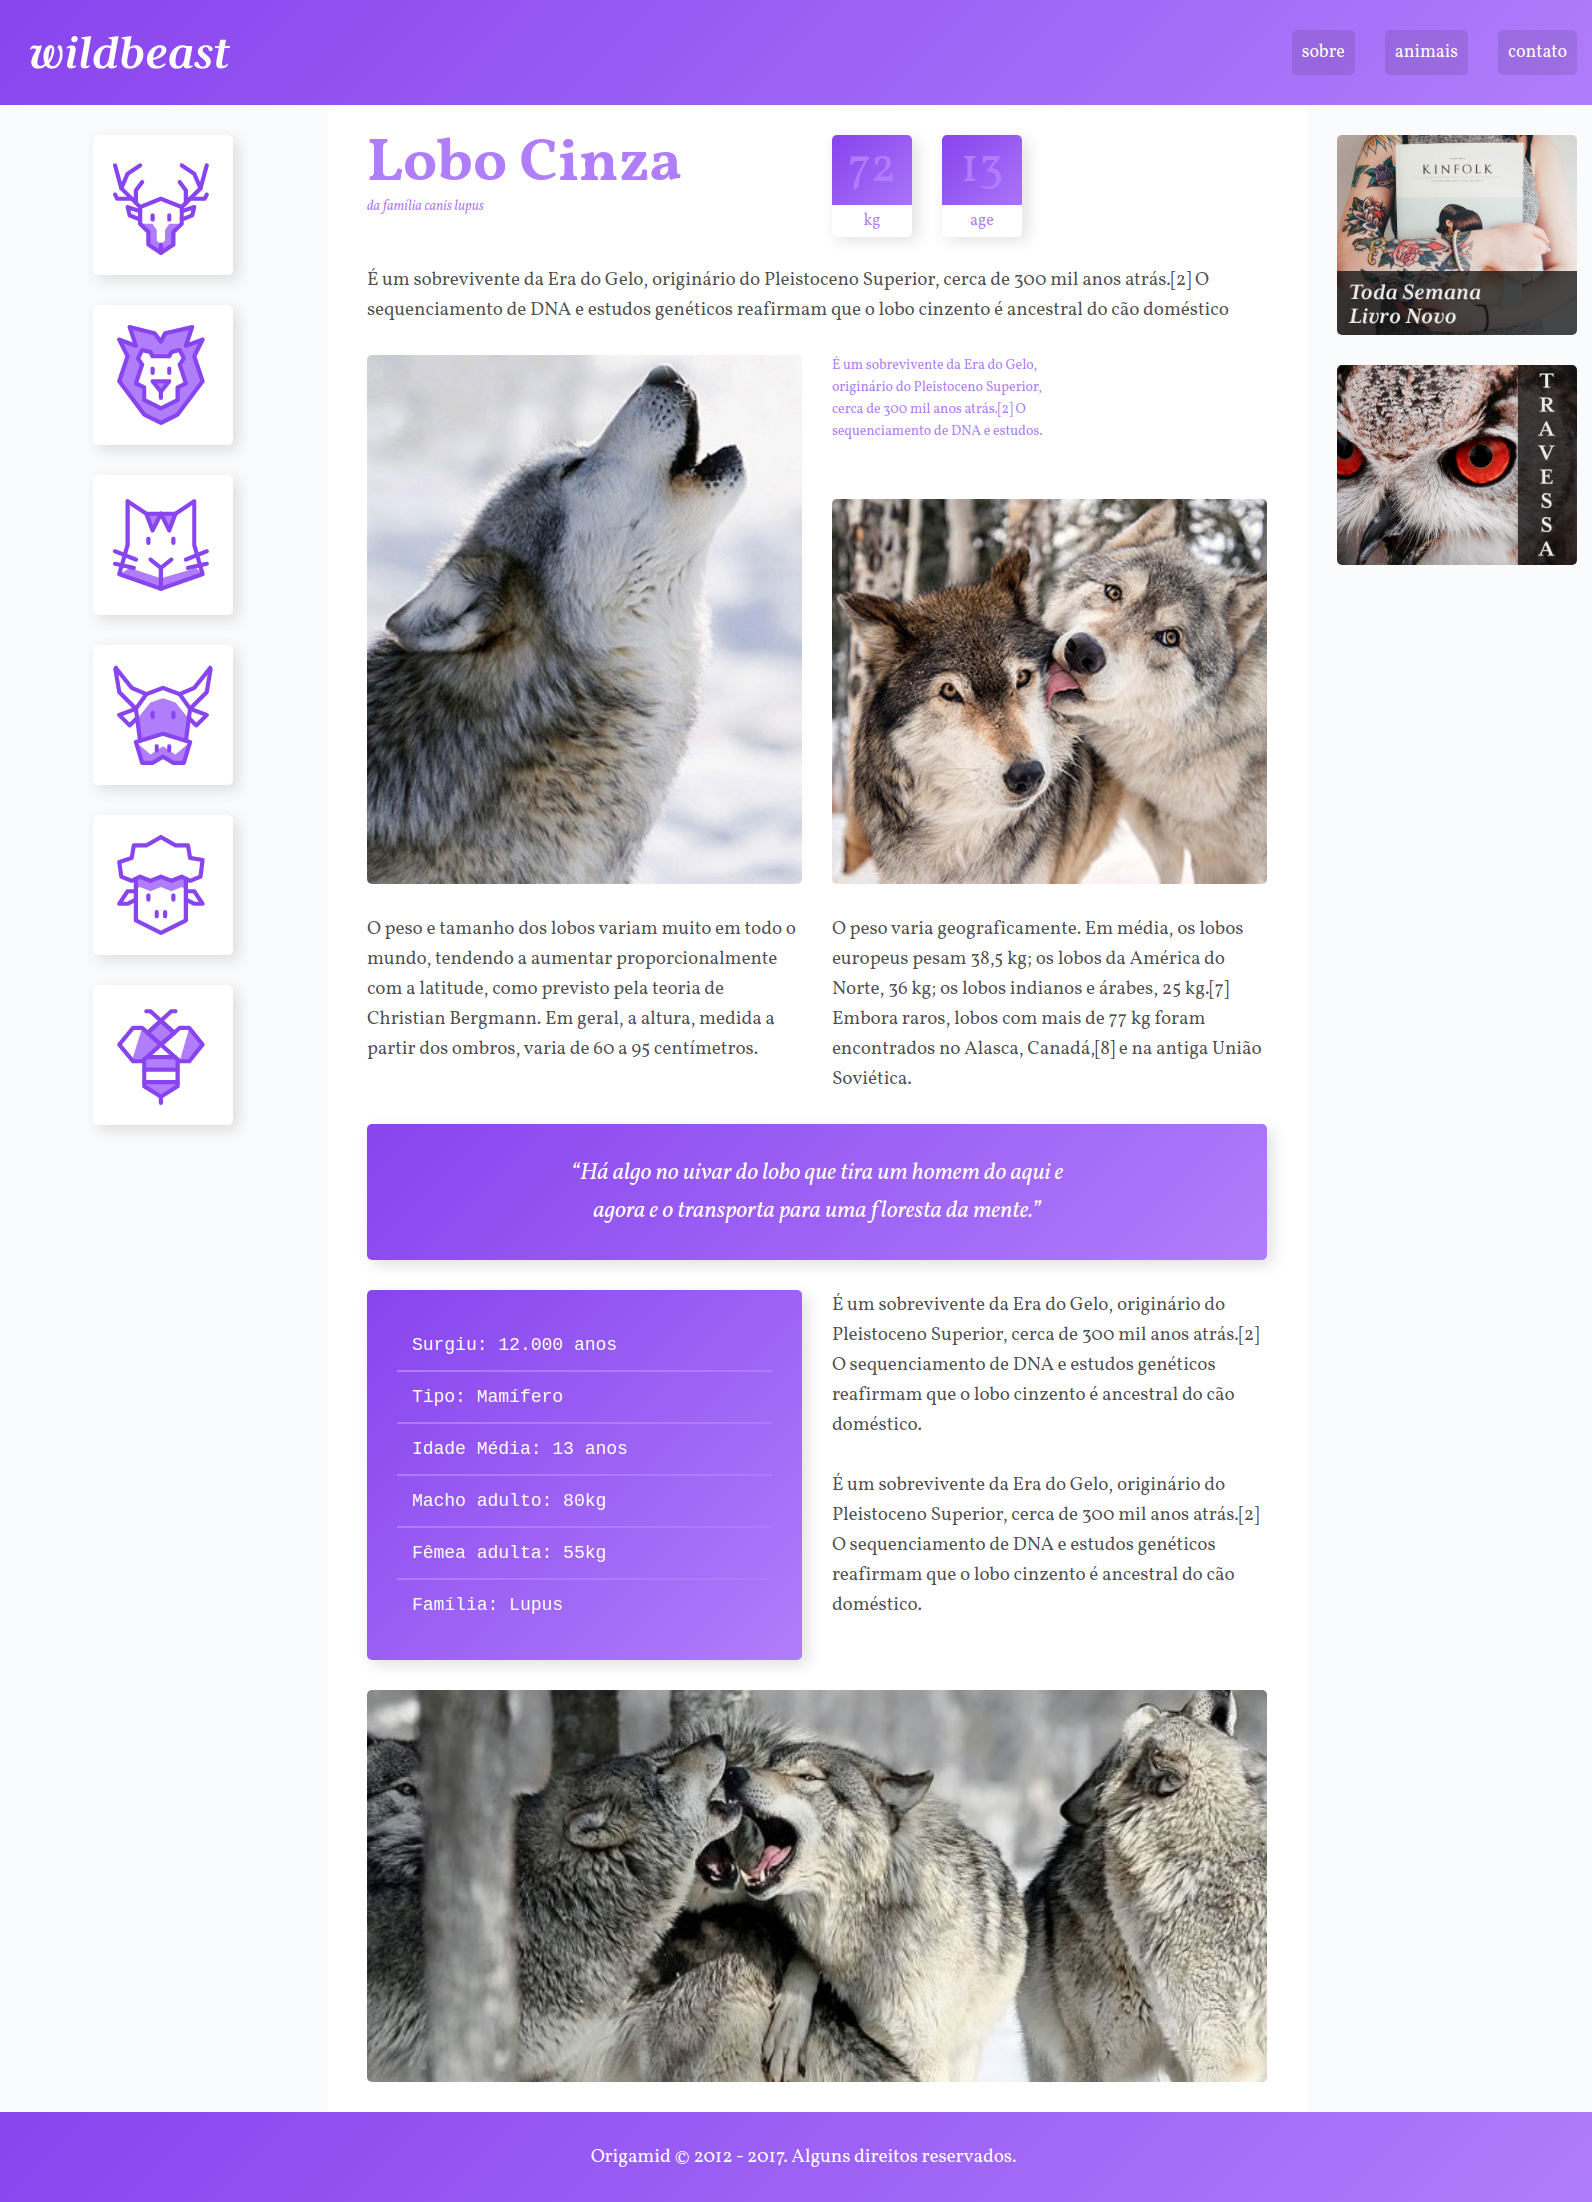 wildbeast
sobre
animais
contato
Lobo Cinza
da família canis lupus
72
kg
13
age
É um sobrevivente da Era do Gelo, originário do Pleistoceno Superior, cerca de 300 mil anos atrás.[2] O
sequenciamento de DNA e estudos genéticos reafirmam que o lobo cinzento é ancestral do cão doméstico
É um sobrevivente da Era do Gelo,
originário do Pleistoceno Superior,
cerca de 300 mil anos atrás.[2] O
sequenciamento de DNA e estudos.
O peso e tamanho dos lobos variam muito em todo o
mundo, tendendo a aumentar proporcionalmente
com a latitude, como previsto pela teoria de
Christian Bergmann. Em geral, a altura, medida a
partir dos ombros, varia de 60 a 95 centímetros.
O peso varia geograficamente. Em média, os lobos
europeus pesam 38,5 kg; os lobos da América do
Norte, 36 kg; os lobos indianos e árabes, 25 kg.[7]
Embora raros, lobos com mais de 77 kg foram
encontrados no Alasca, Canadá,[8] e na antiga União
Soviética.
“Há algo no uivar do lobo que tira um homem do aqui e
agora e o transporta para uma floresta da mente.”
Surgiu: 12.000 anos
Tipo: Mamífero
Idade Média: 13 anos
Macho adulto: 80kg
Fêmea adulta: 55kg
Família: Lupus
É um sobrevivente da Era do Gelo, originário do
Pleistoceno Superior, cerca de 300 mil anos atrás.[2]
O sequenciamento de DNA e estudos genéticos
reafirmam que o lobo cinzento é ancestral do cão
doméstico.
É um sobrevivente da Era do Gelo, originário do
Pleistoceno Superior, cerca de 300 mil anos atrás.[2]
O sequenciamento de DNA e estudos genéticos
reafirmam que o lobo cinzento é ancestral do cão
doméstico.
KINFOLK
Toda Semana
Livro Novo
TRAVESSA
Origamid © 2012 - 2017. Alguns direitos reservados.